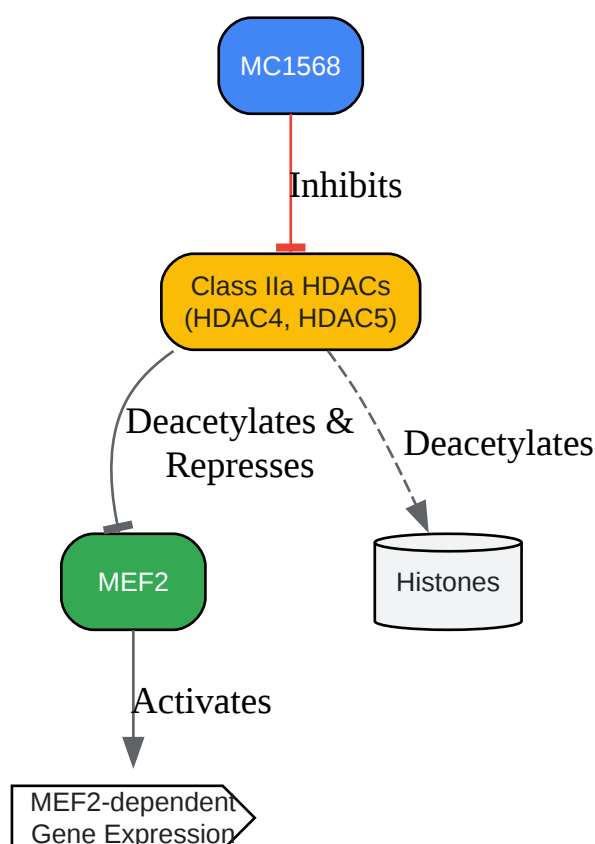 MC1568
Inhibits
Class IIa HDACs
(HDAC4, HDAC5)
Deacetylates &
Represses
Deacetylates
MEF2
Histones
Activates
MEF2-dependent
Gene Expression